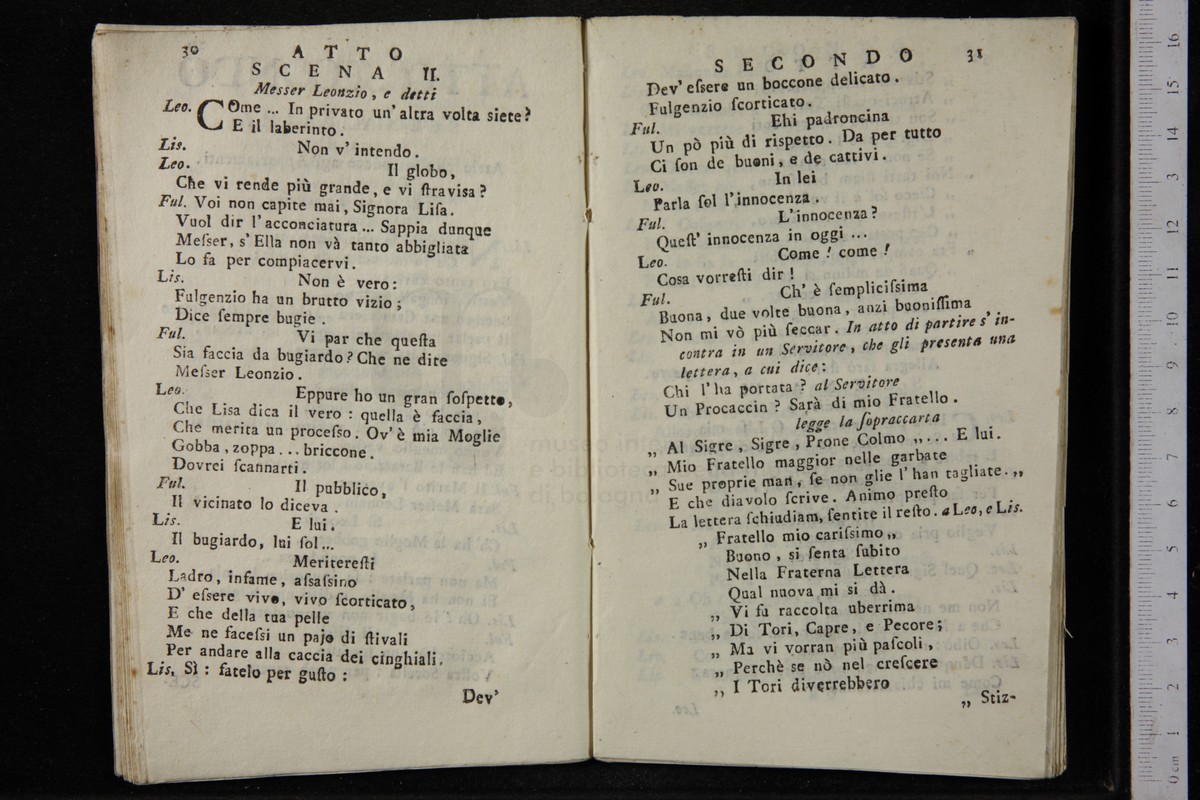 30 ATTO
SCENA II.
Messer Leonzio, e detti
Leo. COme ... In privato un' altra volta siete?
E il laberinto.
Lis. Non v' intendo.
Leo. Il globo,
Che vi rende più grande, e vi ſtravisa?
Ful. Voi non capite mai, Signora Liſa.
Vuol dir l' acconciatura ... Sappia dunque
Meſser, s' Ella non và tanto abbigliata
Lo fa per compiacervi.
Lis. Non è vero:
Fulgenzio ha un brutto vizio;
Dice ſempre bugie.
Ful. Vi par che queſta
Sia faccia da bugiardo? Che ne dite
Meſser Leonzio.
Leo. Eppure ho un gran ſoſpetto,
Che Lisa dica il vero: quella è faccia,
Che merita un proceſso. Ov' è mia Moglie
Gobba, zoppa ... briccone.
Dovrei ſcannarti.
Ful. Il pubblico,
Il vicinato lo diceva.
Lis. E lui.
Il bugiardo, lui ſol...
Leo. Meritereſti
Ladro, infame, aſsaſsino
D' eſsere vivo, vivo ſcorticato,
E che della tua pelle
Me ne faceſsi un pajo di ſtivali
Per andare alla caccia dei cinghiali.
Lis. Sì: fatelo per guſto:
Dev'
SECONDO 31
Dev' eſsere un boccone delicato.
Fulgenzio ſcorticato.
Ful. Ehi padroncina
Un pò più di rispetto. Da per tutto
Ci ſon de buoni, e de cattivi.
Leo. In lei
Parla ſol l'innocenza.
Ful. L'innocenza?
Queſt' innocenza in oggi ...
Leo. Come! come!
Cosa vorreſti dir!
Ful. Ch' è ſempliciſsima
Buona, due volte buona, anzi buoniſſima,
Non mi vò più ſeccar. In atto di partire s' in-
contra in un Servitore, che gli presenta una
lettera, a cui dice:
Chi l' ha portata? al Servitore
Un Procaccin? Sarà di mio Fratello.
legge la ſopraccarta
„ Al Sigre, Sigre, Prone Colmo „... E lui.
„ Mio Fratello maggior nelle garbate
„ Sue proprie man, ſe non glie l' han tagliate. „
E che diavolo ſcrive. Animo preſto
La lettera ſchiudiam, ſentite il reſto. a Leo, e Lis.
„ Fratello mio cariſsimo „
Buono, si ſenta ſubito
Nella Fraterna Lettera
Qual nuova mi si dà.
„ Vi fu raccolta uberrima
„ Di Tori, Capre, e Pecore;
„ Ma vi vorran più paſcoli,
„ Perchè se nò nel creſcere
„ I Tori diverrebbero
„ Stiz-